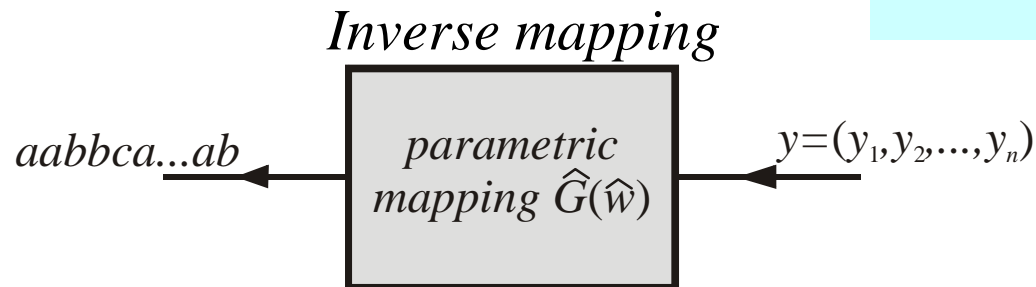 Inverse mapping
aabbca...ab
parametric
mapping Ĝ(ŵ)
y=(y₁,y₂,...,yₙ)